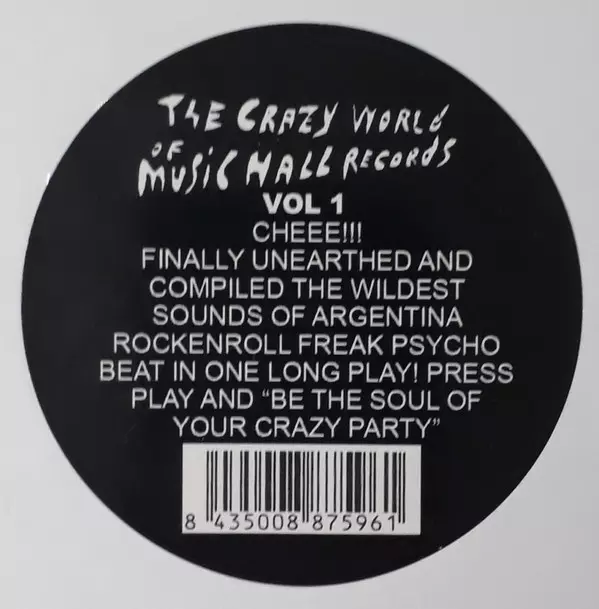 THE CRAZY WORLD
OF
MUSIC HALL RECORDS
VOL 1
CHEEE!!!
FINALLY UNEARTHED AND
COMPILED THE WILDEST
SOUNDS OF ARGENTINA
ROCKENROLL FREAK PSYCHO
BEAT IN ONE LONG PLAY! PRESS
PLAY AND "BE THE SOUL OF
YOUR CRAZY PARTY"
8 435008 875961